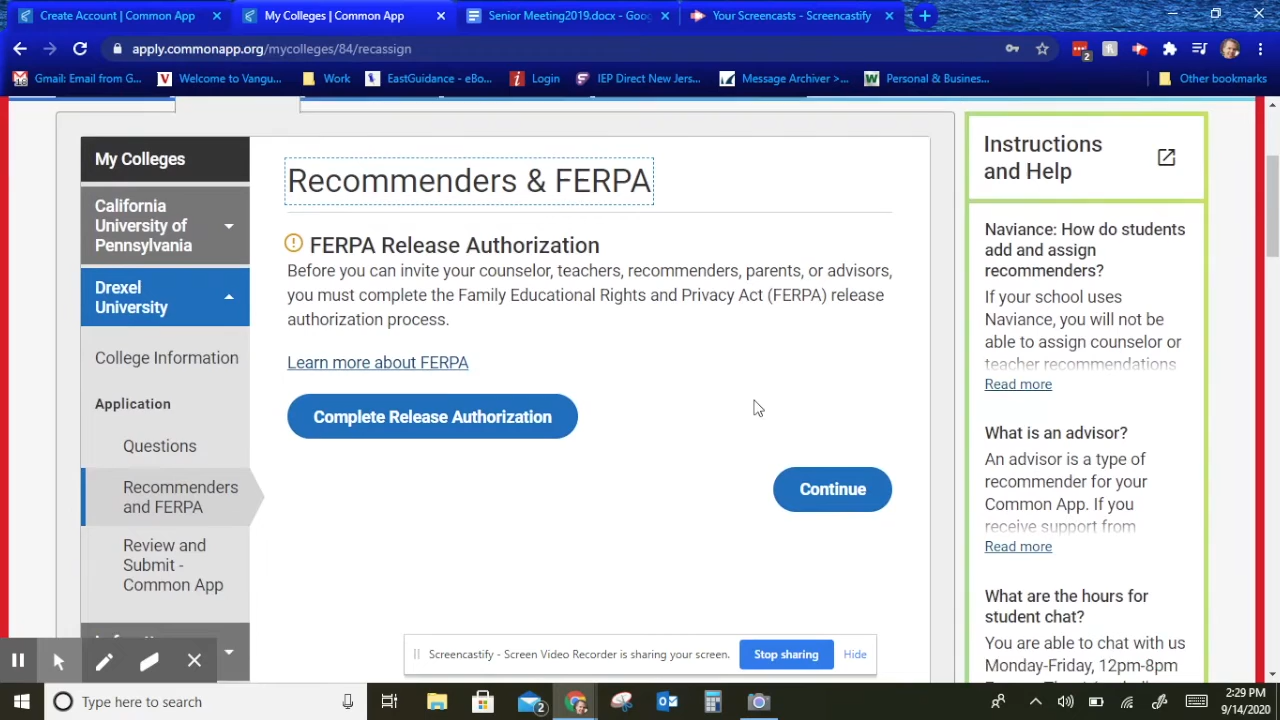 Create Account | Common App
My Colleges | Common App
Senior Meeting2019.docx - Goog
Your Screencasts - Screencastify
apply.commonapp.org/mycolleges/84/recassign
2
Gmail: Email from G...
Welcome to Vangu...
Work
EastGuidance - eBo...
Login
IEP Direct New Jers...
Message Archiver >...
Personal & Busines...
Other bookmarks
My Colleges
California
University of
Pennsylvania
Drexel
University
College Information
Application
Questions
Recommenders
and FERPA
Review and
Submit -
Common App
Recommenders & FERPA
FERPA Release Authorization
Before you can invite your counselor, teachers, recommenders, parents, or advisors,
you must complete the Family Educational Rights and Privacy Act (FERPA) release
authorization process.
Learn more about FERPA
Complete Release Authorization
Continue
Instructions
and Help
Naviance: How do students
add and assign
recommenders?
If your school uses
Naviance, you will not be
able to assign counselor or
teacher recommendations
Read more
What is an advisor?
An advisor is a type of
recommender for your
Common App. If you
receive support from
Read more
What are the hours for
student chat?
You are able to chat with us
Monday-Friday, 12pm-8pm
Screencastify - Screen Video Recorder is sharing your screen.
Stop sharing
Hide
Type here to search
2
2:29 PM
9/14/2020